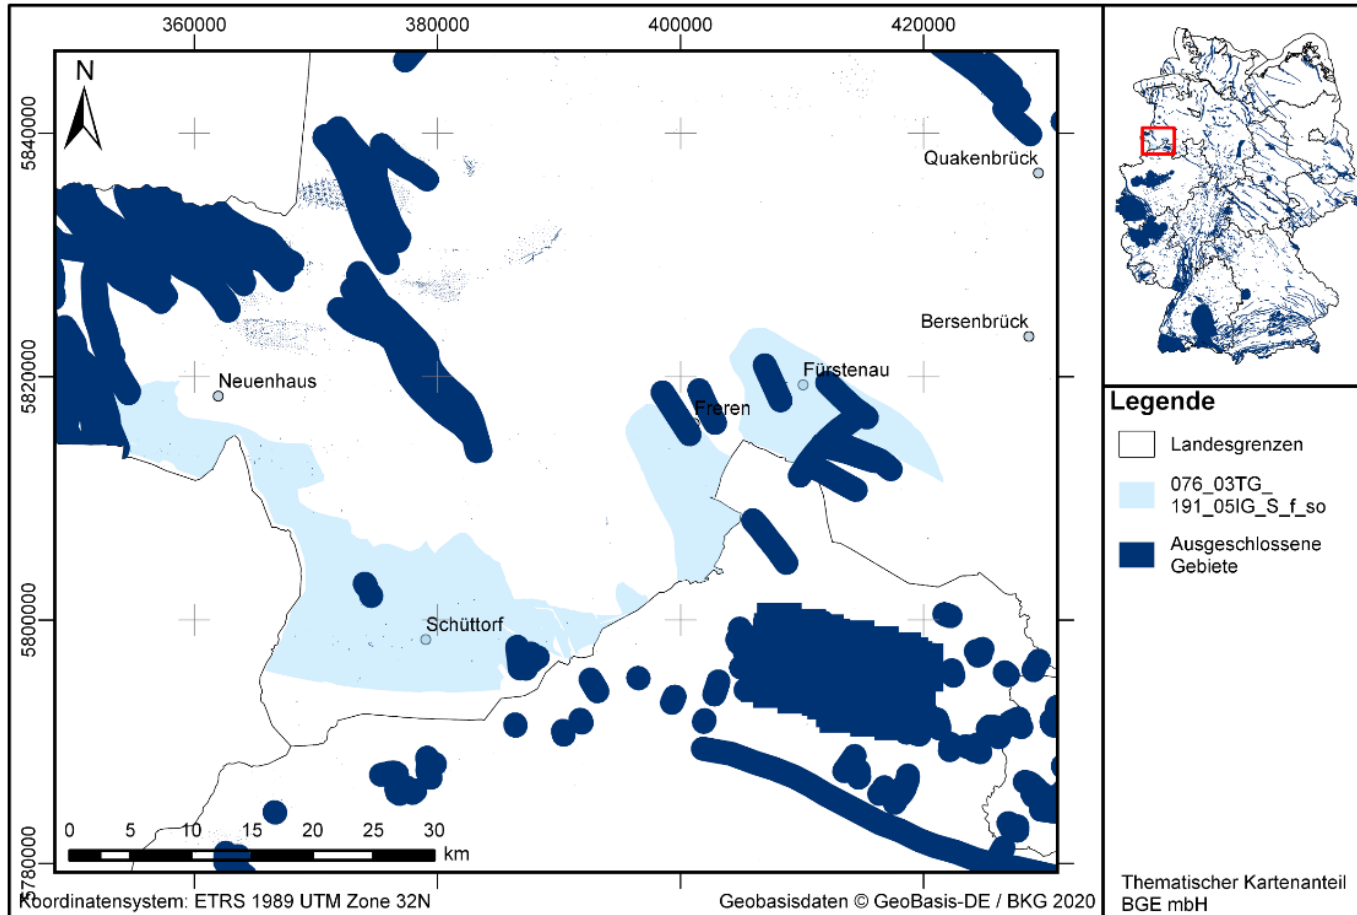 360000
380000
400000
420000
N
5840000
5820000
5800000
5780000
Quakenbrück
Bersenbrück
Neuenhaus
Fürstenau
Freren
Schüttorf
0 5 10 15 20 25 30
km
Koordinatensystem: ETRS 1989 UTM Zone 32N
Geobasisdaten © GeoBasis-DE / BKG 2020
Legende
Landesgrenzen
076_03TG_
191_05IG_S_f_so
Ausgeschlossene
Gebiete
Thematischer Kartenanteil
BGE mbH